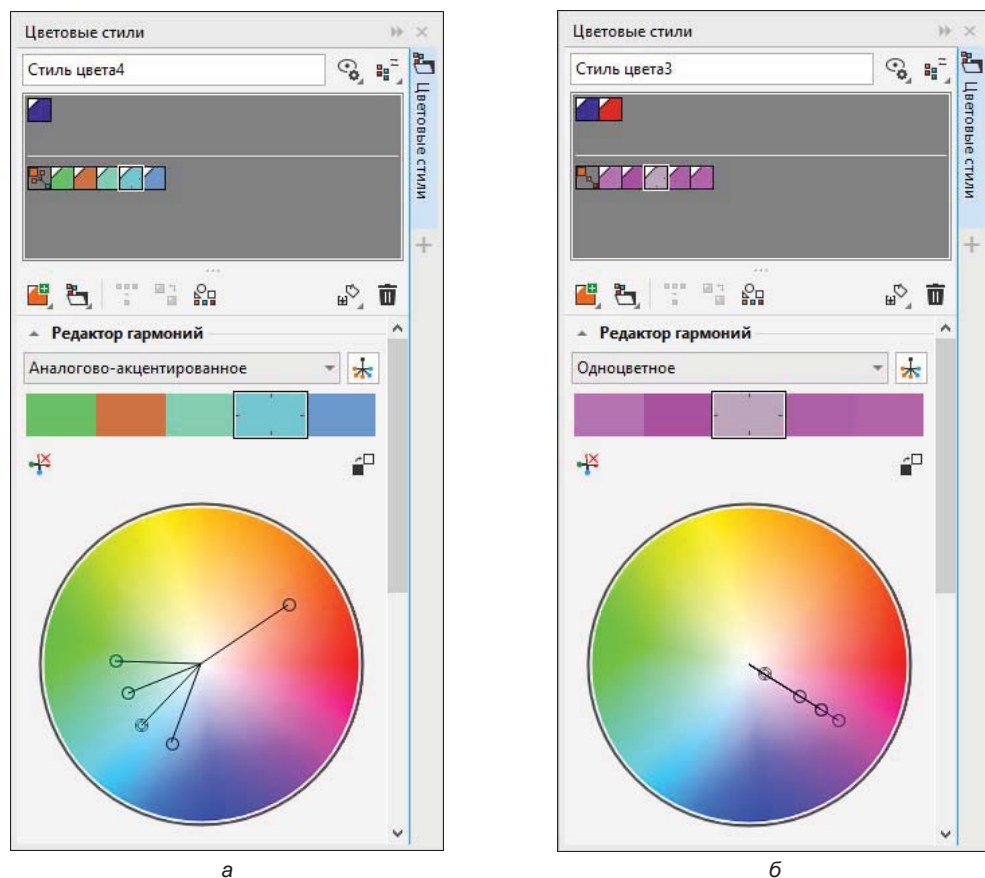 Цветовые стили
Стиль цвета4
Цветовые стили
Редактор гармоний
Аналогово-акцентированное
а
Цветовые стили
Стиль цвета3
Цветовые стили
Редактор гармоний
Одноцветное
б